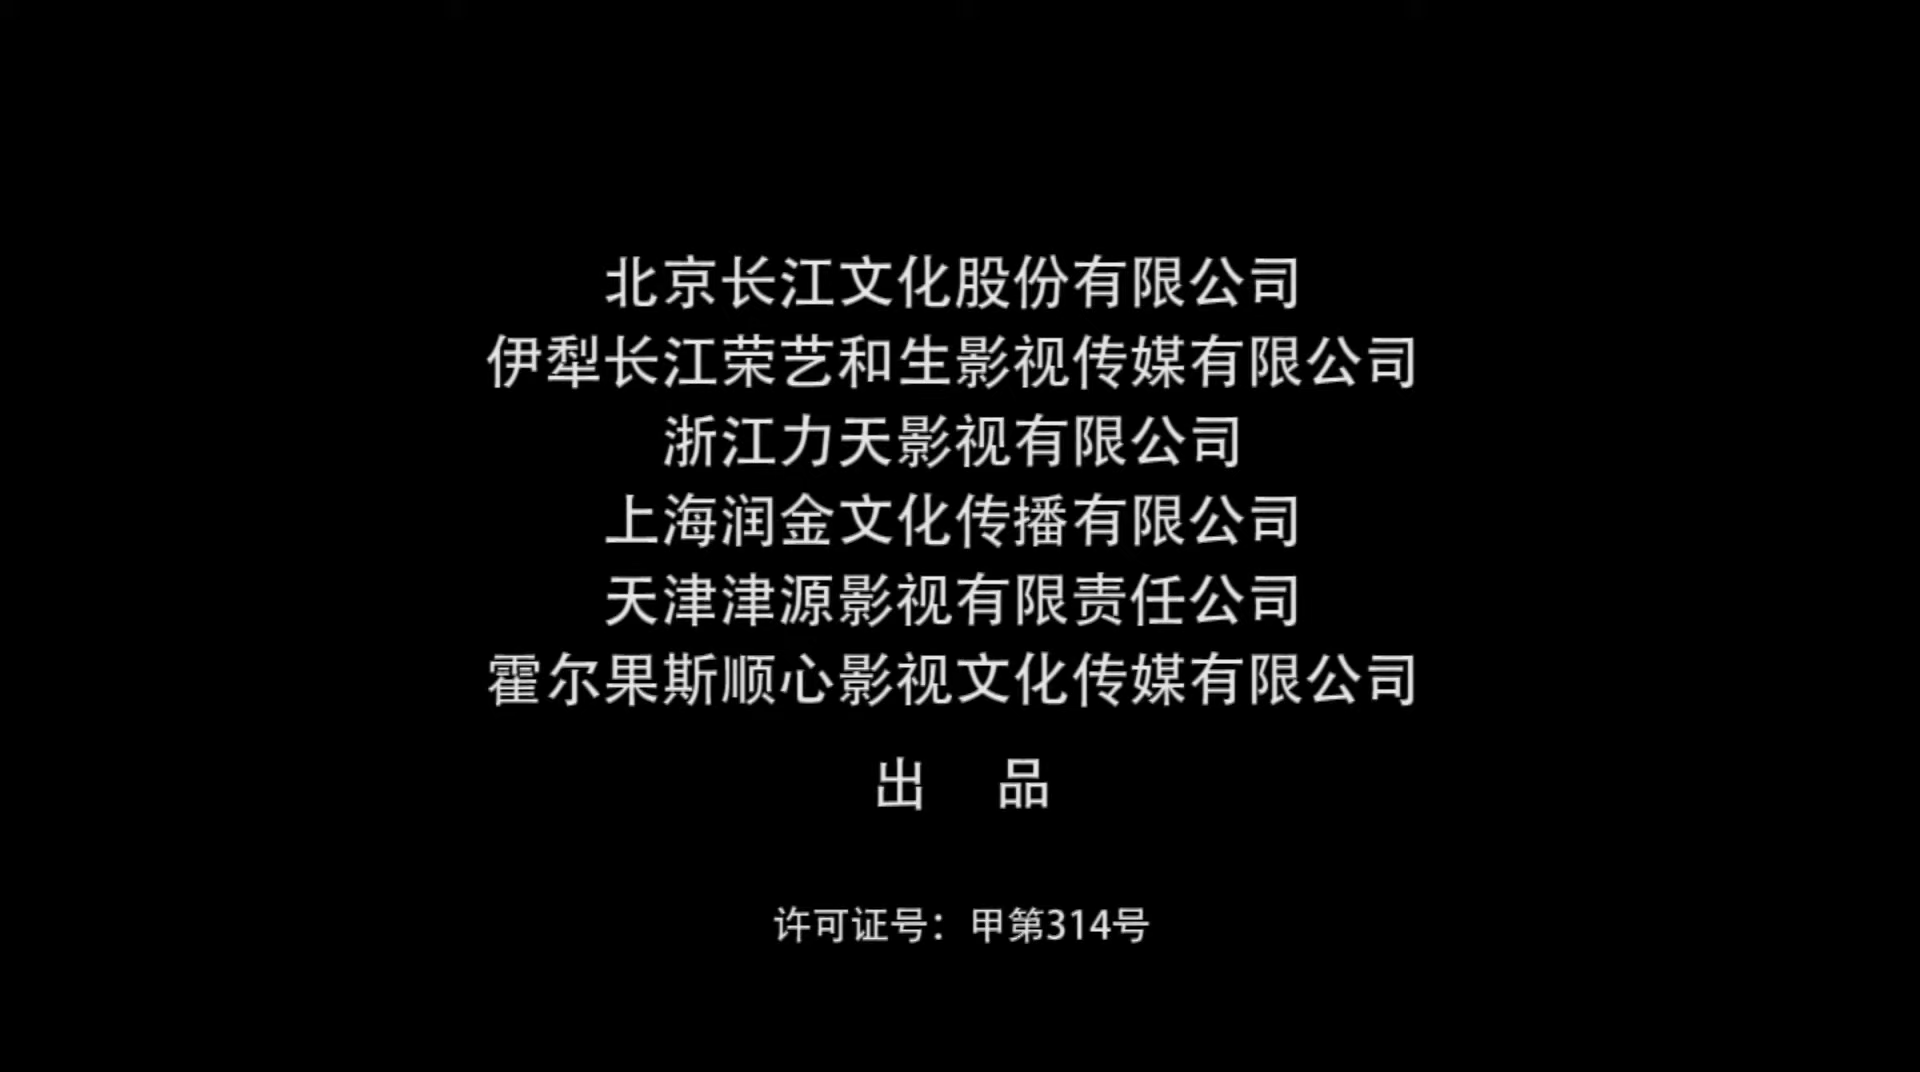 北京长江文化股份有限公司
伊犁长江荣艺和生影视传媒有限公司
浙江力天影视有限公司
上海润金文化传播有限公司
天津津源影视有限责任公司
霍尔果斯顺心影视文化传媒有限公司
出 品
许可证号：甲第314号